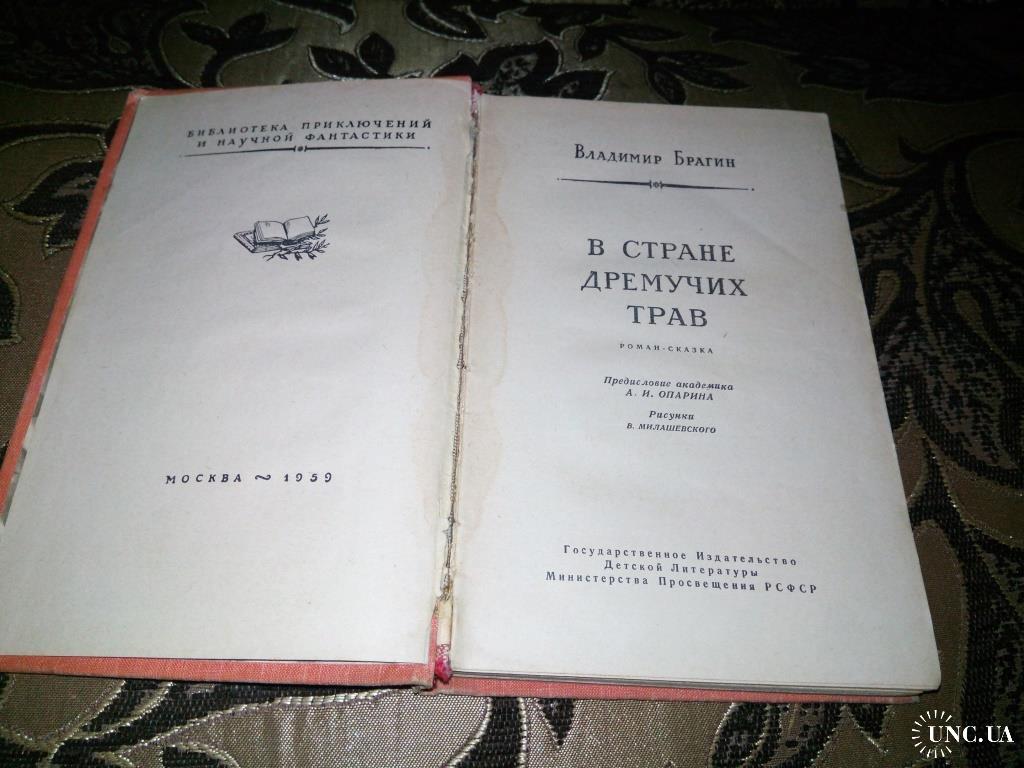 БИБЛИОТЕКА ПРИКЛЮЧЕНИЙ
И НАУЧНОЙ ФАНТАСТИКИ
МОСКВА ~ 1959
ВЛАДИМИР БРАГИН
В СТРАНЕ
ДРЕМУЧИХ
ТРАВ
РОМАН-СКАЗКА
Предисловие академика
А. И. ОПАРИНА
Рисунки
В. МИЛАШЕВСКОГО
Государственное Издательство
Детской Литературы
Министерства Просвещения РСФСР
UNC.UA